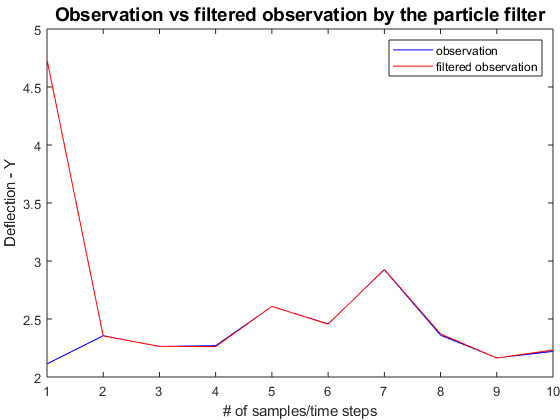 Observation vs filtered observation by the particle filter
observation
filtered observation
5
4.5
4
3.5
3
2.5
2
Deflection - Y
1 2 3 4 5 6 7 8 9 10
# of samples/time steps